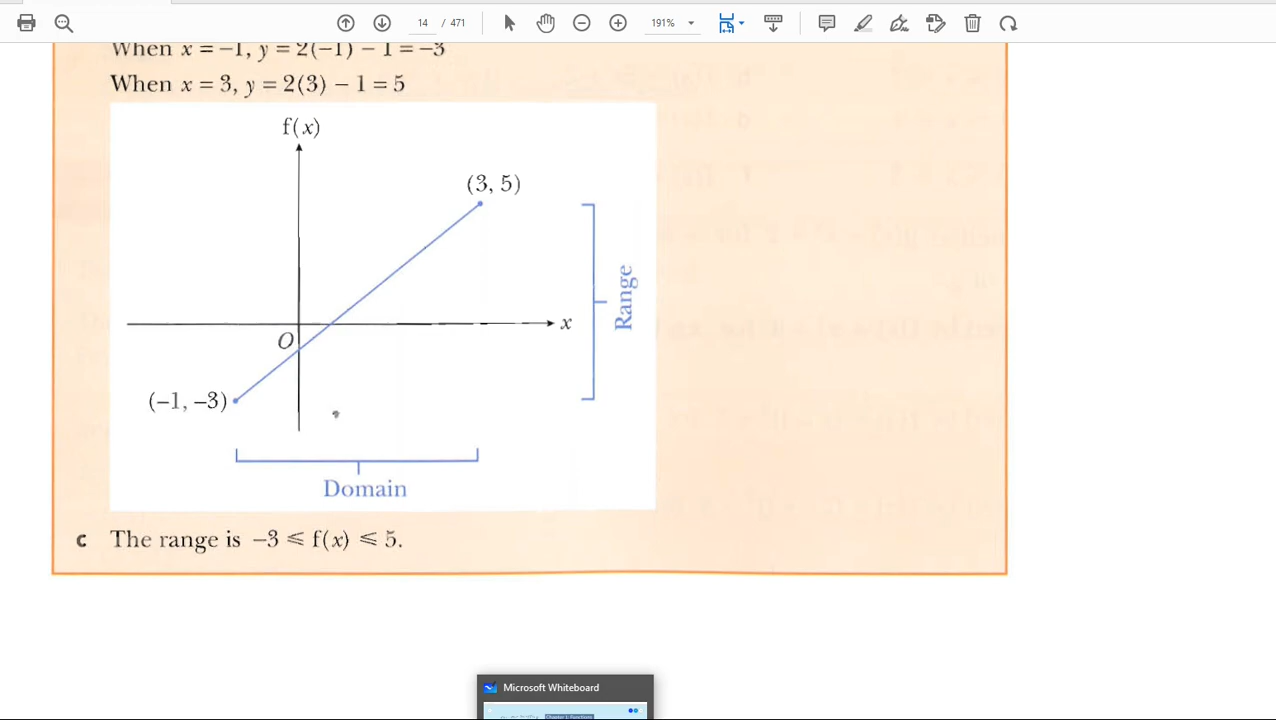 14 / 471
191%
When x = −1, y = 2(−1) − 1 = −3
When x = 3, y = 2(3) − 1 = 5
f(x)
(3, 5)
Range
x
O
(−1, −3)
Domain
c The range is −3 ⩽ f(x) ⩽ 5.
Microsoft Whiteboard